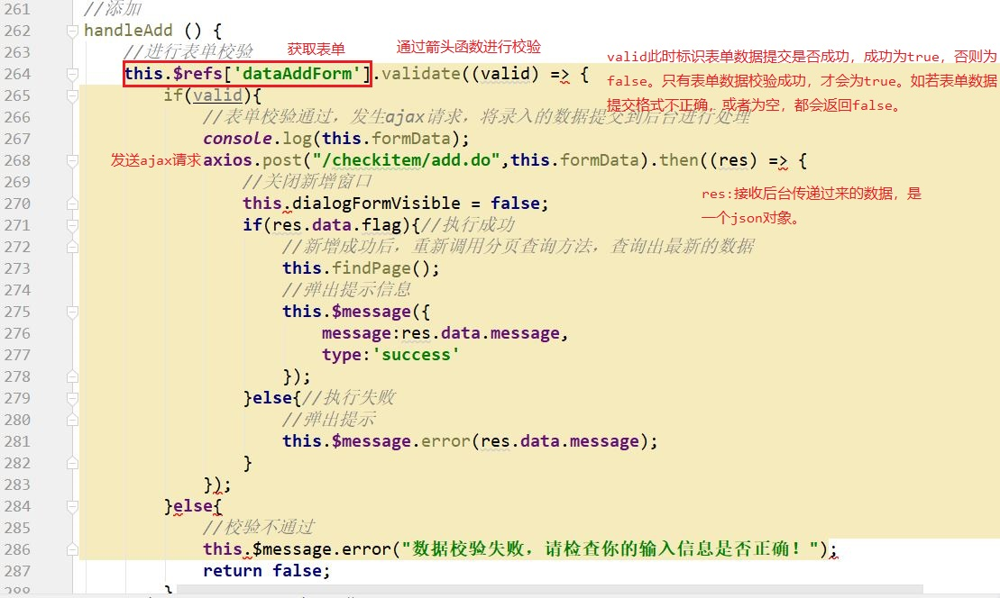 261 //添加
262 handleAdd () {
263 //进行表单校验 获取表单 通过箭头函数进行校验
264 this.$refs['dataAddForm'].validate((valid) => {
valid此时标识表单数据提交是否成功，成功为true，否则为
false。只有表单数据校验成功，才会为true。如若表单数据
提交格式不正确，或者为空，都会返回false。
265 if(valid){
266 //表单校验通过，发生ajax请求，将录入的数据提交到后台进行处理
267 console.log(this.formData);
268 发送ajax请求axios.post("/checkitem/add.do",this.formData).then((res) => {
269 //关闭新增窗口
res:接收后台传递过来的数据，是
一个json对象。
270 this.dialogFormVisible = false;
271 if(res.data.flag){//执行成功
272 //新增成功后，重新调用分页查询方法，查询出最新的数据
273 this.findPage();
274 //弹出提示信息
275 this.$message({
276 message:res.data.message,
277 type:'success'
278 });
279 }else{//执行失败
280 //弹出提示
281 this.$message.error(res.data.message);
282 }
283 });
284 }else{
285 //校验不通过
286 this.$message.error("数据校验失败，请检查你的输入信息是否正确！");
287 return false;